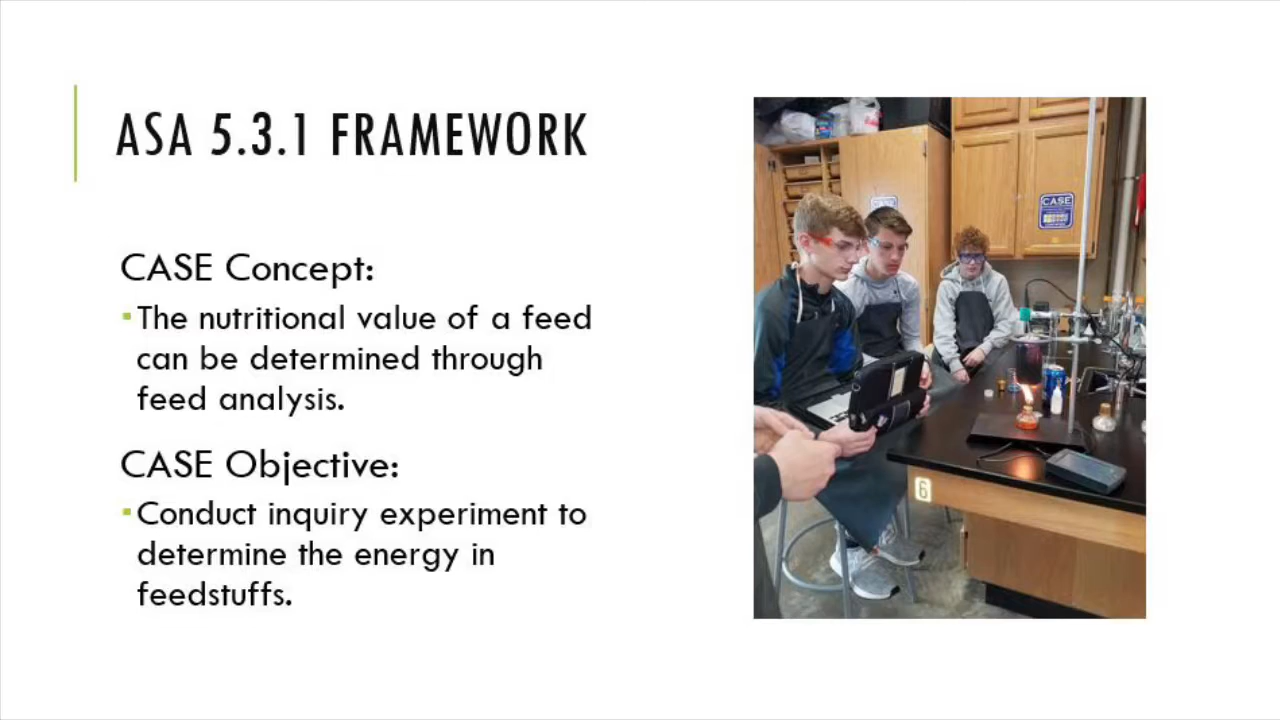 ASA 5.3.1 FRAMEWORK
CASE Concept:
▪The nutritional value of a feed
can be determined through
feed analysis.
CASE Objective:
▪Conduct inquiry experiment to
determine the energy in
feedstuffs.
CASE
6